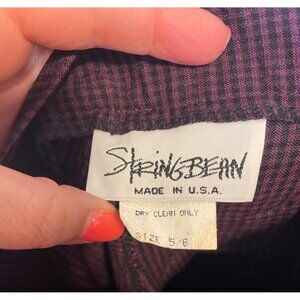 STRINGBEAN
MADE IN U.S.A.
DRY CLEAN ONLY
SIZE 5/6